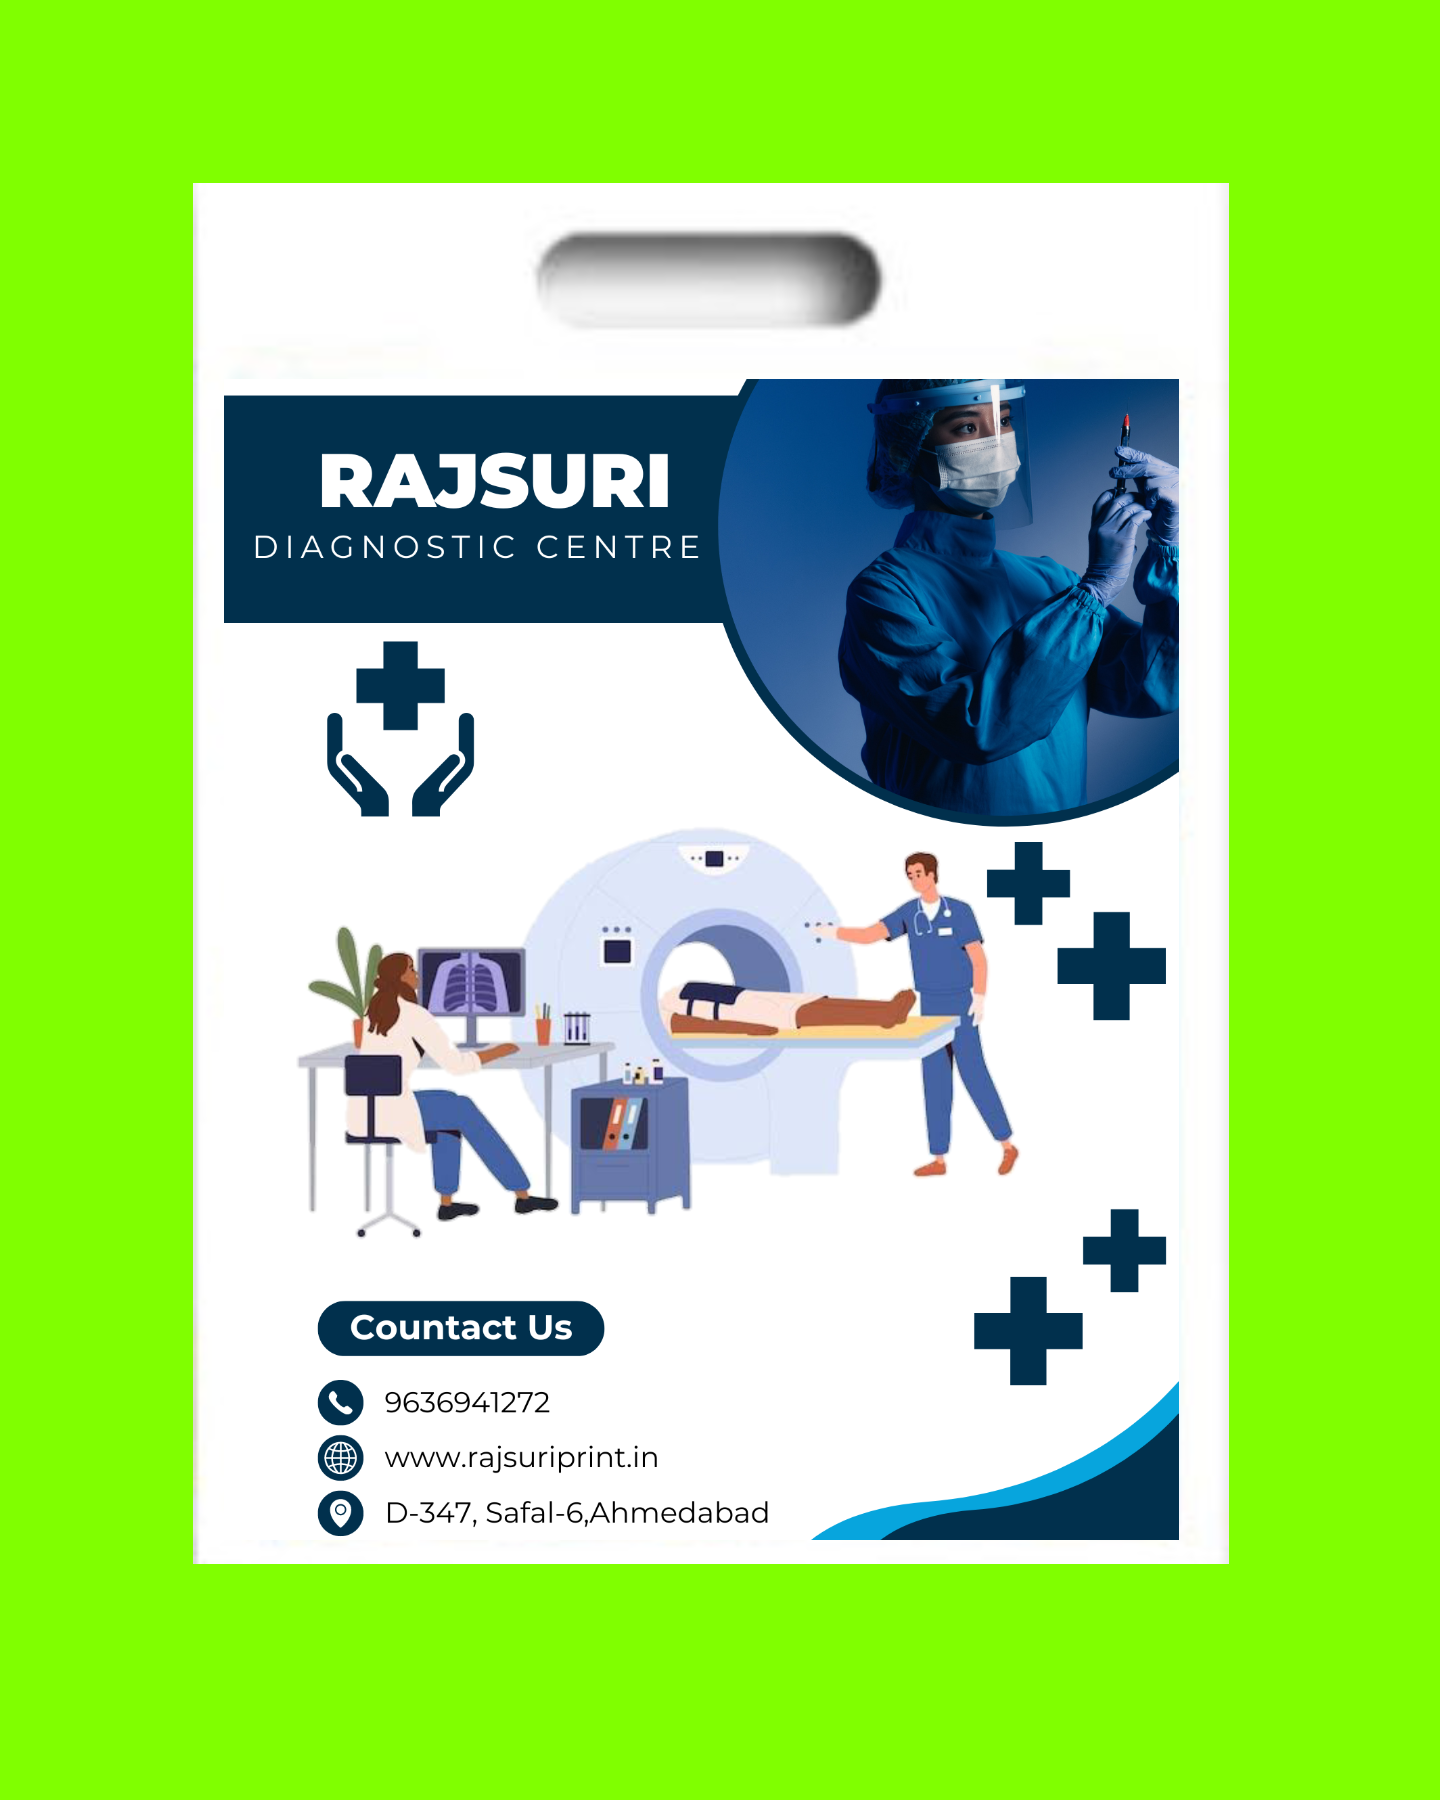 RAJSURI
DIAGNOSTIC CENTRE
Countact Us
9636941272
www.rajsuriprint.in
D-347, Safal-6,Ahmedabad